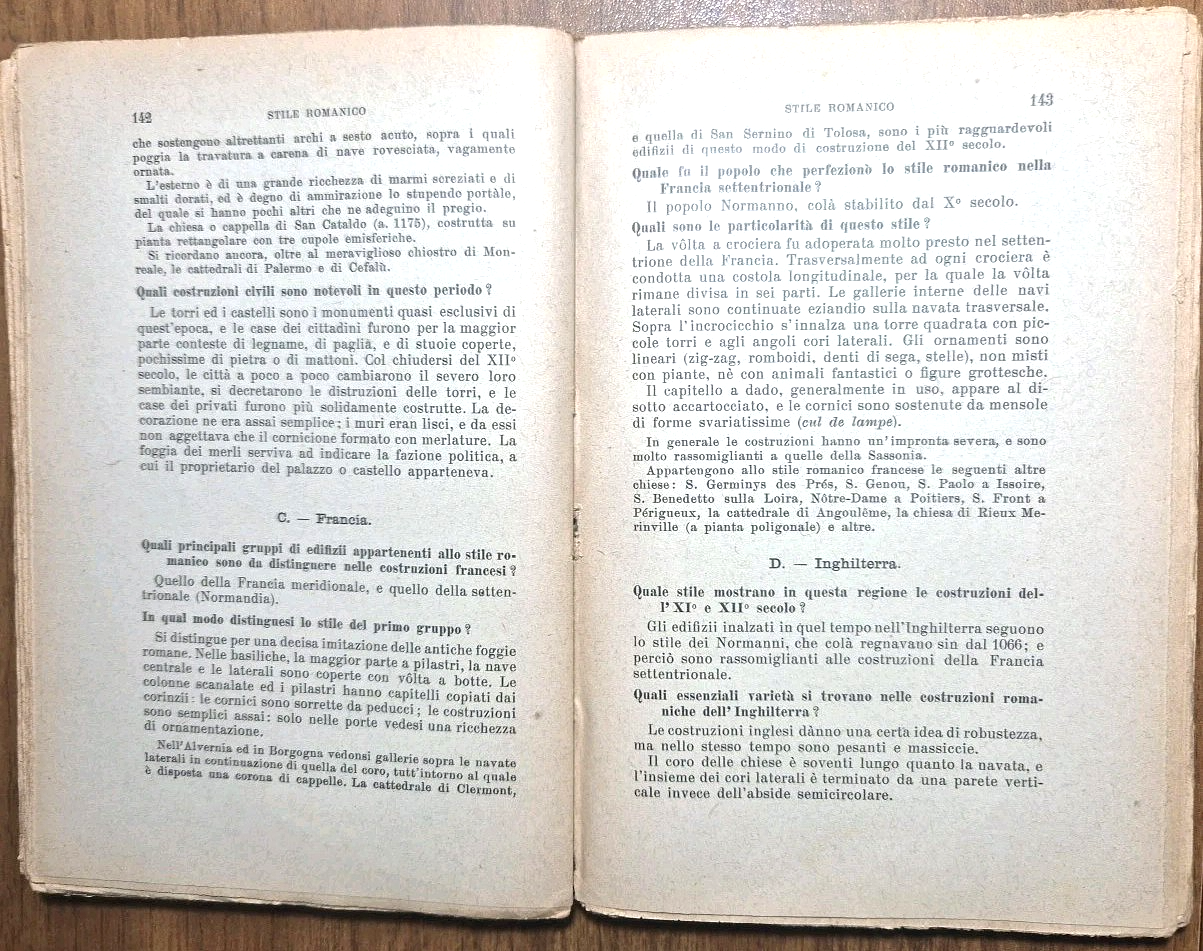 142
STILE ROMANICO
che sostengono altrettanti archi a sesto acuto, sopra i quali
poggia la travatura a carena di nave rovesciata, vagamente
ornata.
L'esterno è di una grande ricchezza di marmi screziati e di
smalti dorati, ed è degno di ammirazione lo stupendo portàle,
del quale si hanno pochi altri che ne adeguino il pregio.
La chiesa o cappella di San Cataldo (a. 1175), costrutta su
pianta rettangolare con tre cupole emisferiche.
Si ricordano ancora, oltre al meraviglioso chiostro di Mon-
reale, le cattedrali di Palermo e di Cefalù.
Quali costruzioni civili sono notevoli in questo periodo?
Le torri ed i castelli sono i monumenti quasi esclusivi di
quest'epoca, e le case dei cittadini furono per la maggior
parte conteste di legname, di paglia, e di stuoie coperte,
pochissime di pietra o di mattoni. Col chiudersi del XIIº
secolo, le città a poco a poco cambiarono il severo loro
sembiante, si decretarono le distruzioni delle torri, e le
case dei privati furono più solidamente costrutte. La de-
corazione ne era assai semplice; i muri eran lisci, e da essi
non aggettava che il cornicione formato con merlature. La
foggia dei merli serviva ad indicare la fazione politica, a
cui il proprietario del palazzo o castello apparteneva.
C. — Francia.
Quali principali gruppi di edifizii appartenenti allo stile ro-
manico sono da distinguere nelle costruzioni francesi?
Quello della Francia meridionale, e quello della setten-
trionale (Normandia).
In qual modo distinguesi lo stile del primo gruppo?
Si distingue per una decisa imitazione delle antiche foggie
romane. Nelle basiliche, la maggior parte a pilastri, la nave
centrale e le laterali sono coperte con vôlta a botte. Le
colonne scanalate ed i pilastri hanno capitelli copiati dai
corinzii: le cornici sono sorrette da peducci; le costruzioni
sono semplici assai: solo nelle porte vedesi una ricchezza
di ornamentazione.
Nell'Alvernia ed in Borgogna vedonsi gallerie sopra le navate
laterali in continuazione di quella del coro, tutt'intorno al quale
è disposta una corona di cappelle. La cattedrale di Clermont,
STILE ROMANICO
143
e quella di San Sernino di Tolosa, sono i più ragguardevoli
edifizii di questo modo di costruzione del XIIº secolo.
Quale fu il popolo che perfezionò lo stile romanico nella
Francia settentrionale?
Il popolo Normanno, colà stabilito dal Xº secolo.
Quali sono le particolarità di questo stile?
La vôlta a crociera fu adoperata molto presto nel setten-
trione della Francia. Trasversalmente ad ogni crociera è
condotta una costola longitudinale, per la quale la vôlta
rimane divisa in sei parti. Le gallerie interne delle navi
laterali sono continuate eziandio sulla navata trasversale.
Sopra l'incrocicchio s'innalza una torre quadrata con pic-
cole torri e agli angoli cori laterali. Gli ornamenti sono
lineari (zig-zag, romboidi, denti di sega, stelle), non misti
con piante, nè con animali fantastici o figure grottesche.
Il capitello a dado, generalmente in uso, appare al di-
sotto accartocciato, e le cornici sono sostenute da mensole
di forme svariatissime (cul de lampe).
In generale le costruzioni hanno un'impronta severa, e sono
molto rassomiglianti a quelle della Sassonia.
Appartengono allo stile romanico francese le seguenti altre
chiese: S. Germinys des Prés, S. Genou, S. Paolo a Issoire,
S. Benedetto sulla Loira, Nôtre-Dame a Poitiers, S. Front a
Périgueux, la cattedrale di Angoulême, la chiesa di Rieux Me-
rinville (a pianta poligonale) e altre.
D. — Inghilterra.
Quale stile mostrano in questa regione le costruzioni del-
l'XIº e XIIº secolo?
Gli edifizii inalzati in quel tempo nell'Inghilterra seguono
lo stile dei Normanni, che colà regnavano sin dal 1066; e
perciò sono rassomiglianti alle costruzioni della Francia
settentrionale.
Quali essenziali varietà si trovano nelle costruzioni roma-
niche dell'Inghilterra?
Le costruzioni inglesi dànno una certa idea di robustezza,
ma nello stesso tempo sono pesanti e massiccie.
Il coro delle chiese è soventi lungo quanto la navata, e
l'insieme dei cori laterali è terminato da una parete verti-
cale invece dell'abside semicircolare.